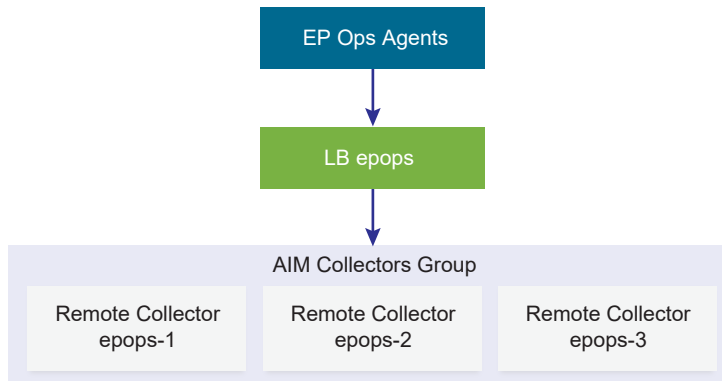 EP Ops Agents
LB epops
AIM Collectors Group
Remote Collector
epops-1
Remote Collector
epops-2
Remote Collector
epops-3